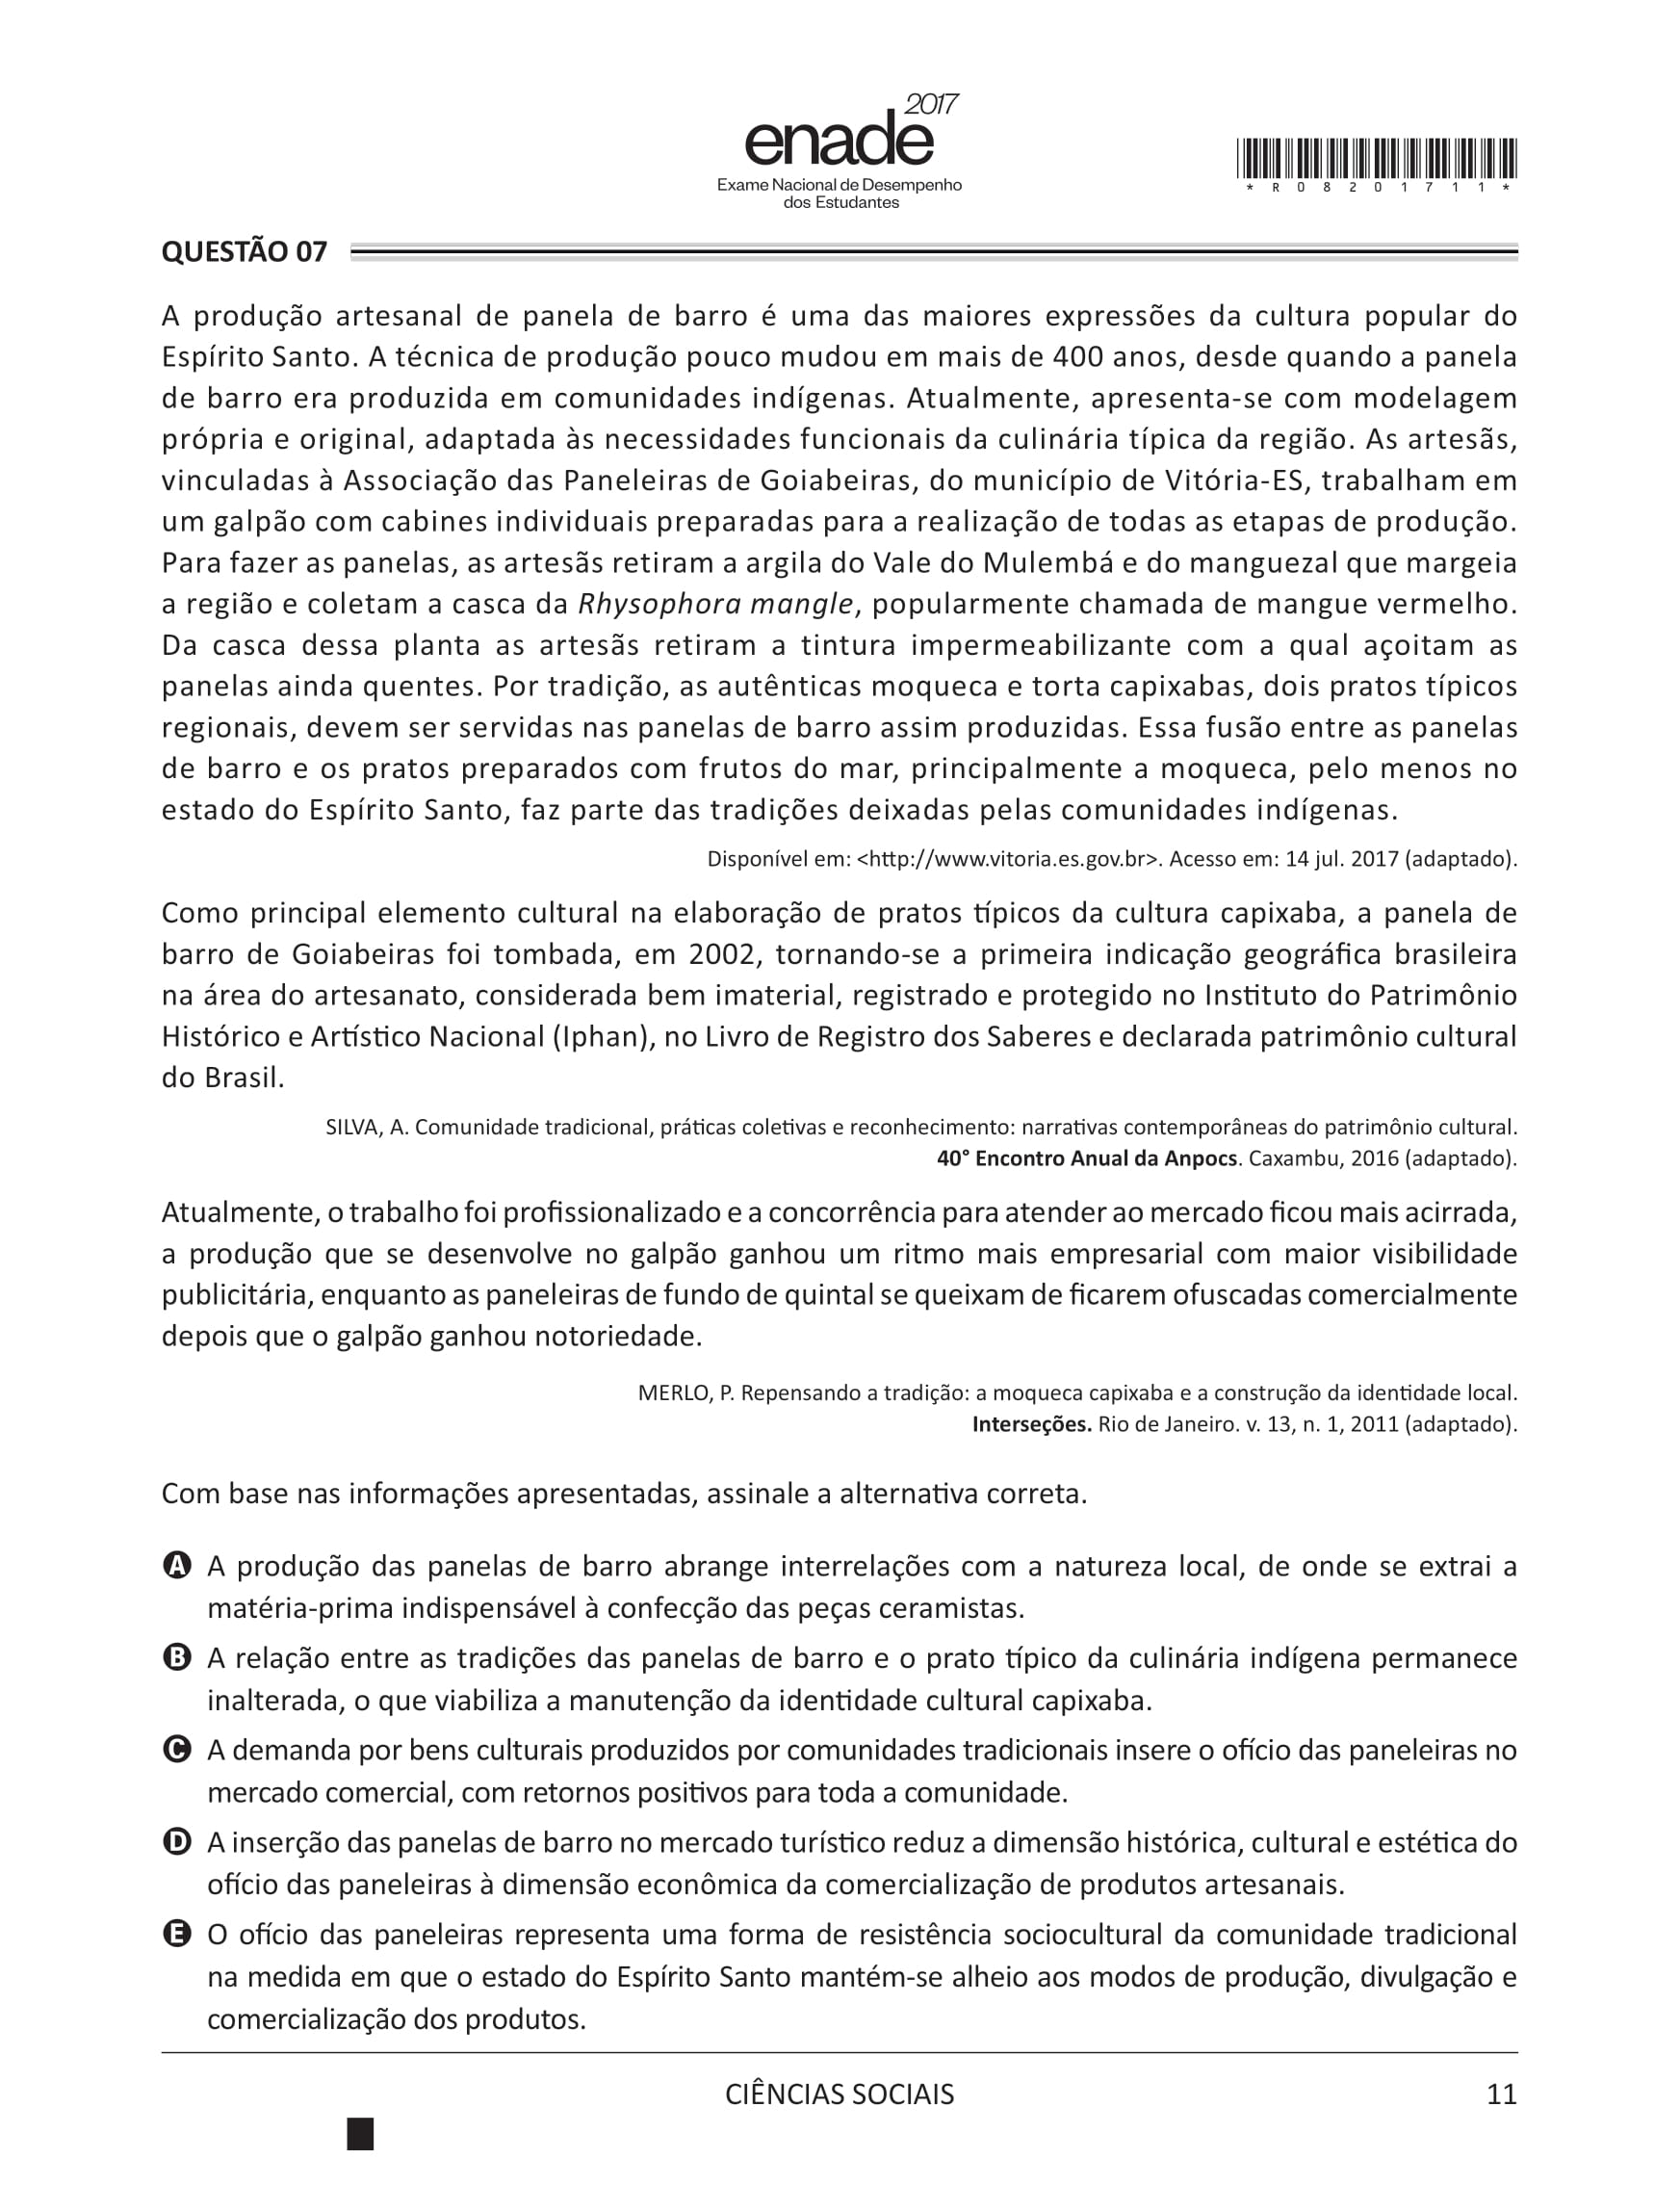 2017
enade
Exame Nacional de Desempenho
dos Estudantes
*R08201711*
QUESTÃO 07
A produção artesanal de panela de barro é uma das maiores expressões da cultura popular do
Espírito Santo. A técnica de produção pouco mudou em mais de 400 anos, desde quando a panela
de barro era produzida em comunidades indígenas. Atualmente, apresenta-se com modelagem
própria e original, adaptada às necessidades funcionais da culinária típica da região. As artesãs,
vinculadas à Associação das Paneleiras de Goiabeiras, do município de Vitória-ES, trabalham em
um galpão com cabines individuais preparadas para a realização de todas as etapas de produção.
Para fazer as panelas, as artesãs retiram a argila do Vale do Mulembá e do manguezal que margeia
a região e coletam a casca da Rhysophora mangle, popularmente chamada de mangue vermelho.
Da casca dessa planta as artesãs retiram a tintura impermeabilizante com a qual açoitam as
panelas ainda quentes. Por tradição, as autênticas moqueca e torta capixabas, dois pratos típicos
regionais, devem ser servidas nas panelas de barro assim produzidas. Essa fusão entre as panelas
de barro e os pratos preparados com frutos do mar, principalmente a moqueca, pelo menos no
estado do Espírito Santo, faz parte das tradições deixadas pelas comunidades indígenas.
Disponível em: <http://www.vitoria.es.gov.br>. Acesso em: 14 jul. 2017 (adaptado).
Como principal elemento cultural na elaboração de pratos típicos da cultura capixaba, a panela de
barro de Goiabeiras foi tombada, em 2002, tornando-se a primeira indicação geográfica brasileira
na área do artesanato, considerada bem imaterial, registrado e protegido no Instituto do Patrimônio
Histórico e Artístico Nacional (Iphan), no Livro de Registro dos Saberes e declarada patrimônio cultural
do Brasil.
SILVA, A. Comunidade tradicional, práticas coletivas e reconhecimento: narrativas contemporâneas do patrimônio cultural.
40° Encontro Anual da Anpocs. Caxambu, 2016 (adaptado).
Atualmente, o trabalho foi profissionalizado e a concorrência para atender ao mercado ficou mais acirrada,
a produção que se desenvolve no galpão ganhou um ritmo mais empresarial com maior visibilidade
publicitária, enquanto as paneleiras de fundo de quintal se queixam de ficarem ofuscadas comercialmente
depois que o galpão ganhou notoriedade.
MERLO, P. Repensando a tradição: a moqueca capixaba e a construção da identidade local.
Interseções. Rio de Janeiro. v. 13, n. 1, 2011 (adaptado).
Com base nas informações apresentadas, assinale a alternativa correta.
A A produção das panelas de barro abrange interrelações com a natureza local, de onde se extrai a
matéria-prima indispensável à confecção das peças ceramistas.
B A relação entre as tradições das panelas de barro e o prato típico da culinária indígena permanece
inalterada, o que viabiliza a manutenção da identidade cultural capixaba.
C A demanda por bens culturais produzidos por comunidades tradicionais insere o ofício das paneleiras no
mercado comercial, com retornos positivos para toda a comunidade.
D A inserção das panelas de barro no mercado turístico reduz a dimensão histórica, cultural e estética do
ofício das paneleiras à dimensão econômica da comercialização de produtos artesanais.
E O ofício das paneleiras representa uma forma de resistência sociocultural da comunidade tradicional
na medida em que o estado do Espírito Santo mantém-se alheio aos modos de produção, divulgação e
comercialização dos produtos.
CIÊNCIAS SOCIAIS
11